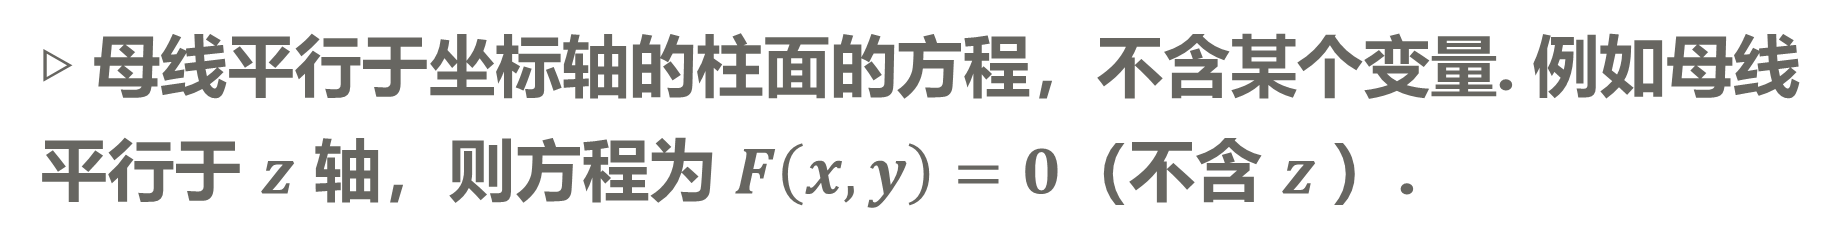 ▷ 母线平行于坐标轴的柱面的方程，不含某个变量. 例如母线
平行于 z 轴，则方程为 F(x, y) = 0（不含 z ）.